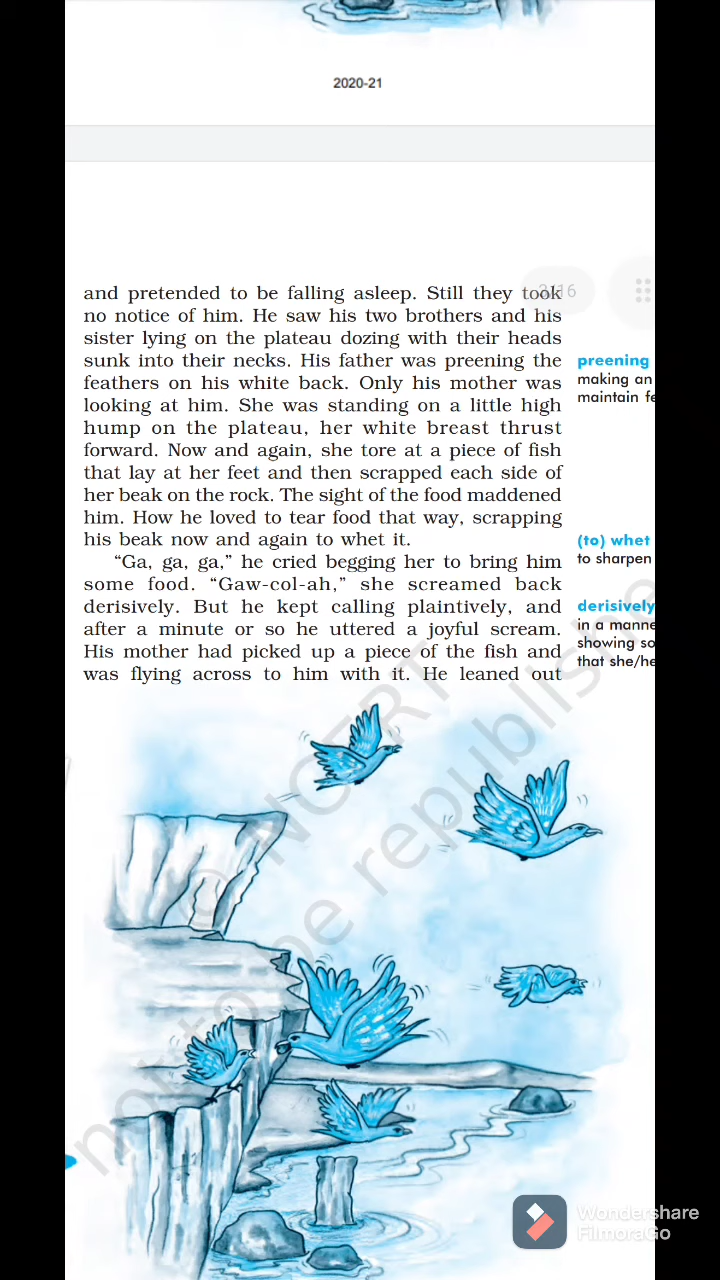 2020-21
and pretended to be falling asleep. Still they took
no notice of him. He saw his two brothers and his
sister lying on the plateau dozing with their heads
sunk into their necks. His father was preening the
feathers on his white back. Only his mother was
looking at him. She was standing on a little high
hump on the plateau, her white breast thrust
forward. Now and again, she tore at a piece of fish
that lay at her feet and then scrapped each side of
her beak on the rock. The sight of the food maddened
him. How he loved to tear food that way, scrapping
his beak now and again to whet it.
“Ga, ga, ga,” he cried begging her to bring him
some food. “Gaw-col-ah,” she screamed back
derisively. But he kept calling plaintively, and
after a minute or so he uttered a joyful scream.
His mother had picked up a piece of the fish and
was flying across to him with it. He leaned out
preening
making an
maintain fe
(to) whet
to sharpen
derisively
in a manne
showing so
that she/he
NCERT
not to be republishe
Wondershare
FilmoraGo